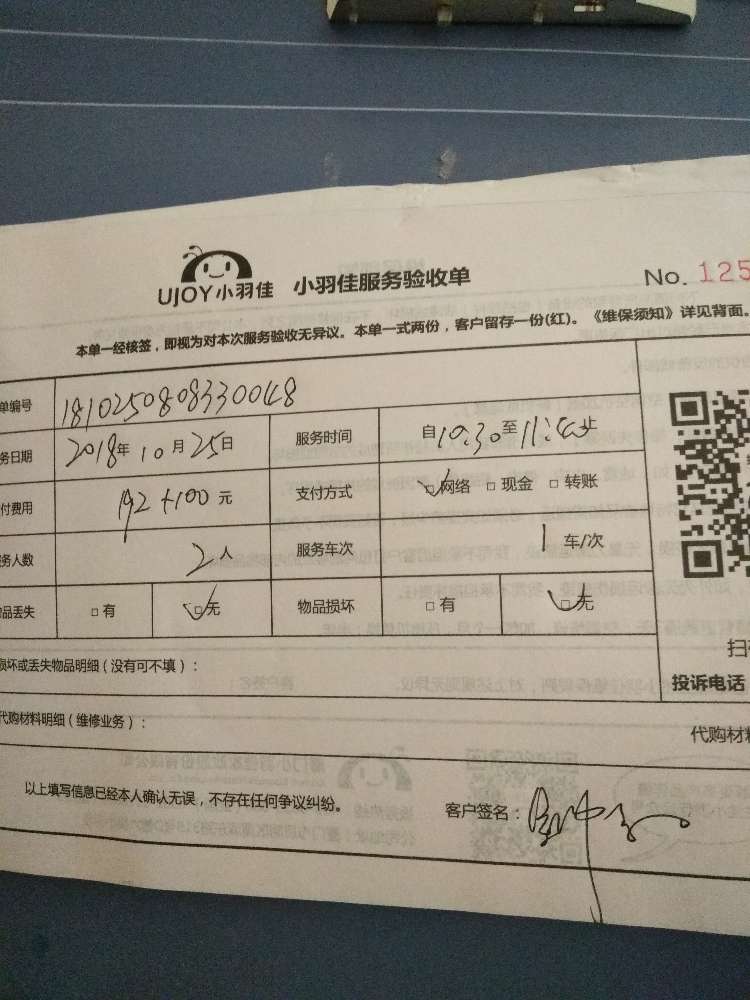 UJOY小羽佳 小羽佳服务验收单 No. 125
本单一经核签，即视为对本次服务验收无异议。本单一式两份，客户留存一份(红)。《维保须知》详见背面。
单编号 1810250808330048
务日期 2018年10月25日 服务时间 自10:30至11:40止
付费用 192+100元 支付方式 ☑网络 □现金 □转账
务人数 2人 服务车次 1车/次
物品丢失 □有 ☑无 物品损坏 □有 ☑无
损坏或丢失物品明细（没有可不填）：
扫
投诉电话
代购材料明细（维修业务）：
代购材料
以上填写信息已经本人确认无误，不存在任何争议纠纷。 客户签名：